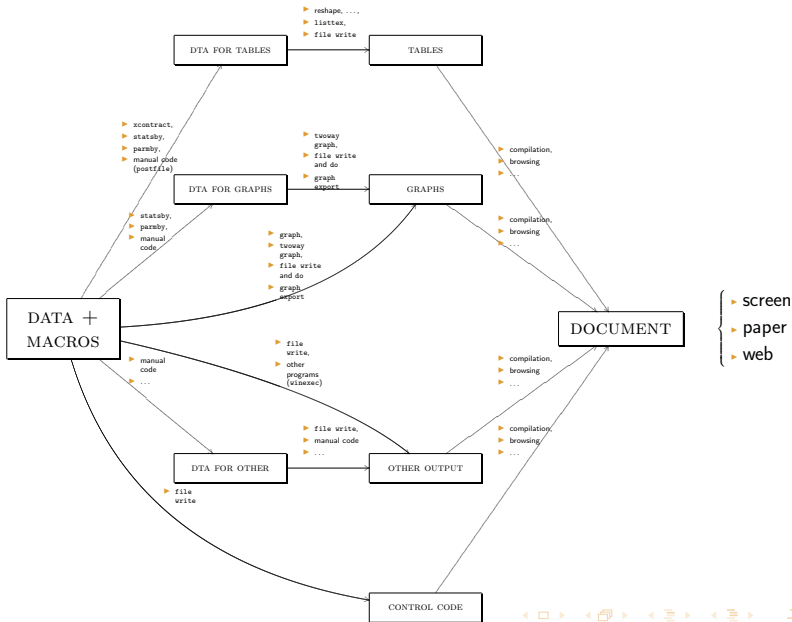 reshape, ...,
listtex,
file write
DTA FOR TABLES
TABLES
xcontract,
statsby,
parmby,
manual code
(postfile)
twoway
graph,
file write
and do
graph
export
compilation,
browsing
...
DTA FOR GRAPHS
GRAPHS
statsby,
parmby,
manual
code
graph,
twoway
graph,
file write
and do
graph
export
compilation,
browsing
...
DATA +
MACROS
DOCUMENT
screen
paper
web
manual
code
...
file
write,
other
programs
(winexec)
compilation,
browsing
...
file write,
manual code
...
compilation,
browsing
...
DTA FOR OTHER
OTHER OUTPUT
file
write
CONTROL CODE